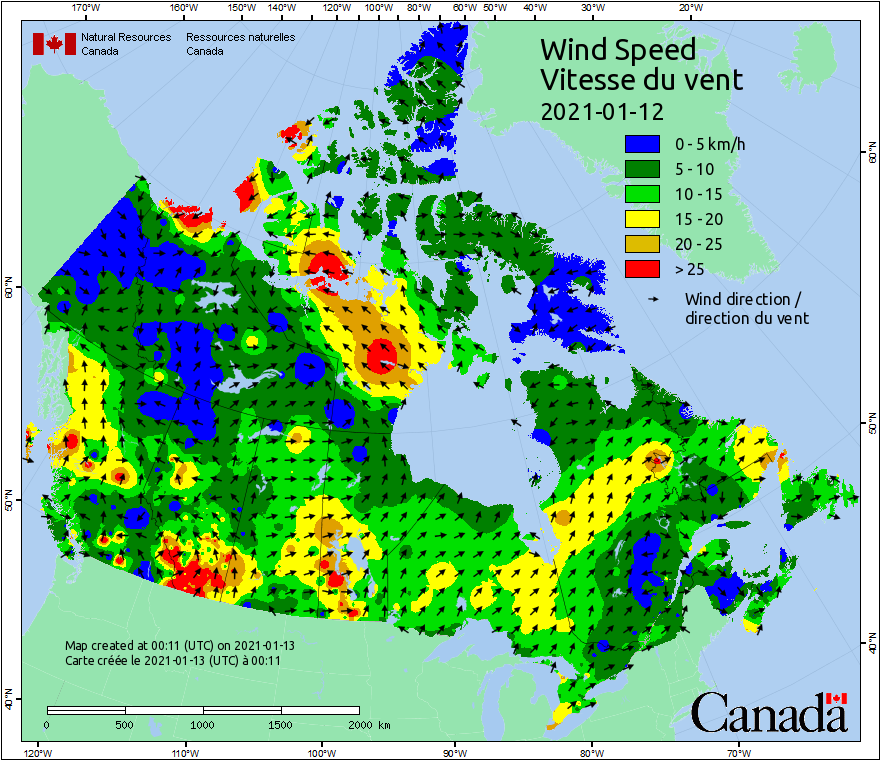 170°W 160°W 150°W 140°W 120°W 110°W 100°W 80°W 60°W 50°W 40°W 30°W 20°W
Natural Resources Canada
Ressources naturelles Canada
Wind Speed
Vitesse du vent
2021-01-12
0 - 5 km/h
5 - 10
10 - 15
15 - 20
20 - 25
> 25
Wind direction /
direction du vent
60°N
60°N
50°N
50°N
40°N
40°N
Map created at 00:11 (UTC) on 2021-01-13
Carte créée le 2021-01-13 (UTC) à 00:11
0 500 1000 1500 2000 km
Canada
120°W 110°W 100°W 90°W 80°W 70°W